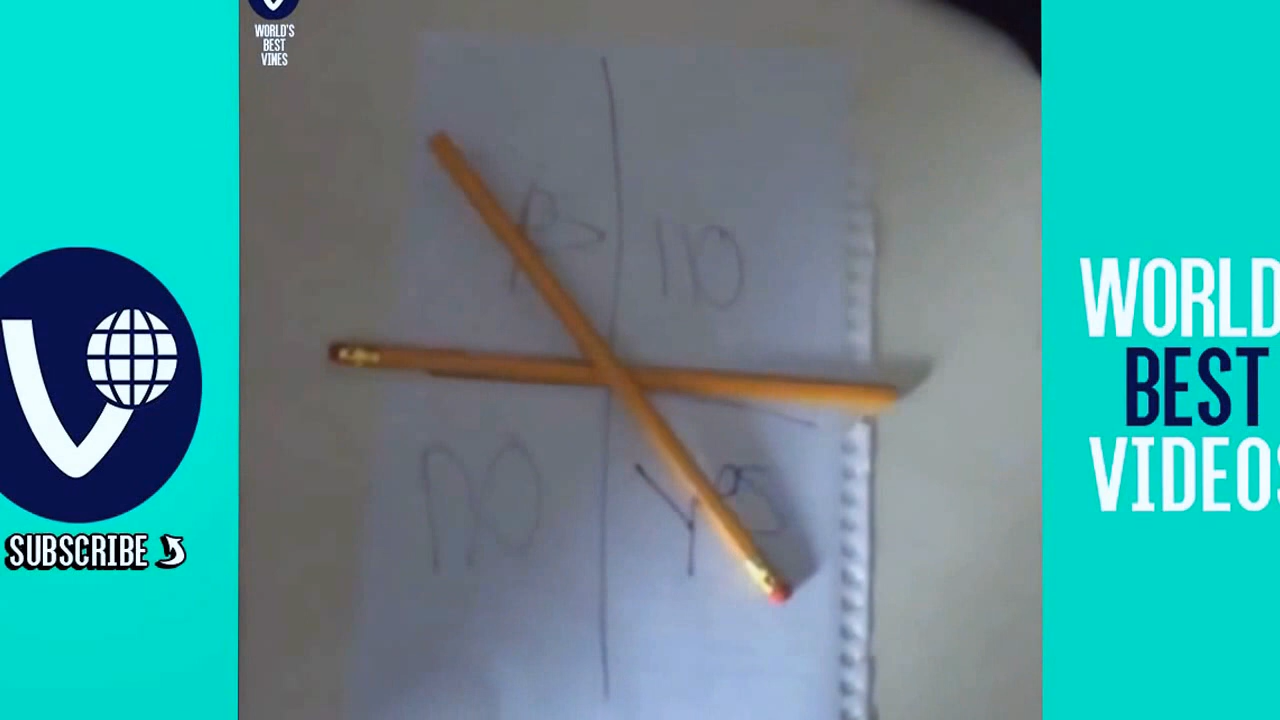 WORLD'S
BEST
VINES
no
no
yes
SUBSCRIBE
WORLD
BEST
VIDEOS